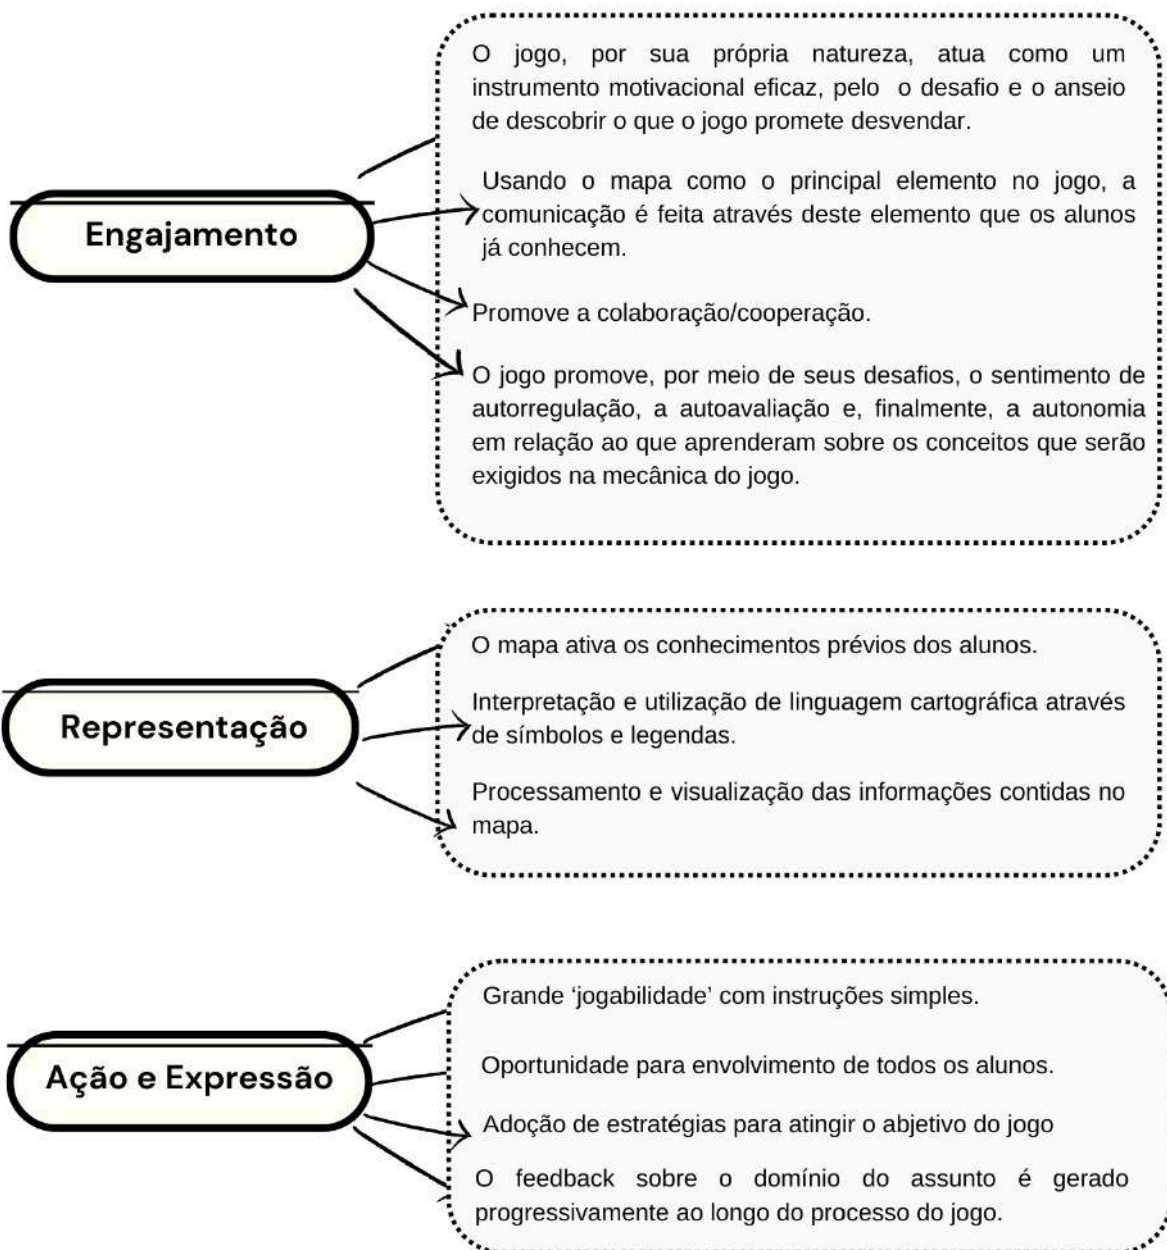 O jogo, por sua própria natureza, atua como um
instrumento motivacional eficaz, pelo o desafio e o anseio
de descobrir o que o jogo promete desvendar.
Engajamento
Usando o mapa como o principal elemento no jogo, a
comunicação é feita através deste elemento que os alunos
já conhecem.
Promove a colaboração/cooperação.
O jogo promove, por meio de seus desafios, o sentimento de
autorregulação, a autoavaliação e, finalmente, a autonomia
em relação ao que aprenderam sobre os conceitos que serão
exigidos na mecânica do jogo.
Representação
O mapa ativa os conhecimentos prévios dos alunos.
Interpretação e utilização de linguagem cartográfica através
de símbolos e legendas.
Processamento e visualização das informações contidas no
mapa.
Ação e Expressão
Grande ‘jogabilidade’ com instruções simples.
Oportunidade para envolvimento de todos os alunos.
Adoção de estratégias para atingir o abjetivo do jogo
O feedback sobre o domínio do assunto é gerado
progressivamente ao longo do processo do jogo.